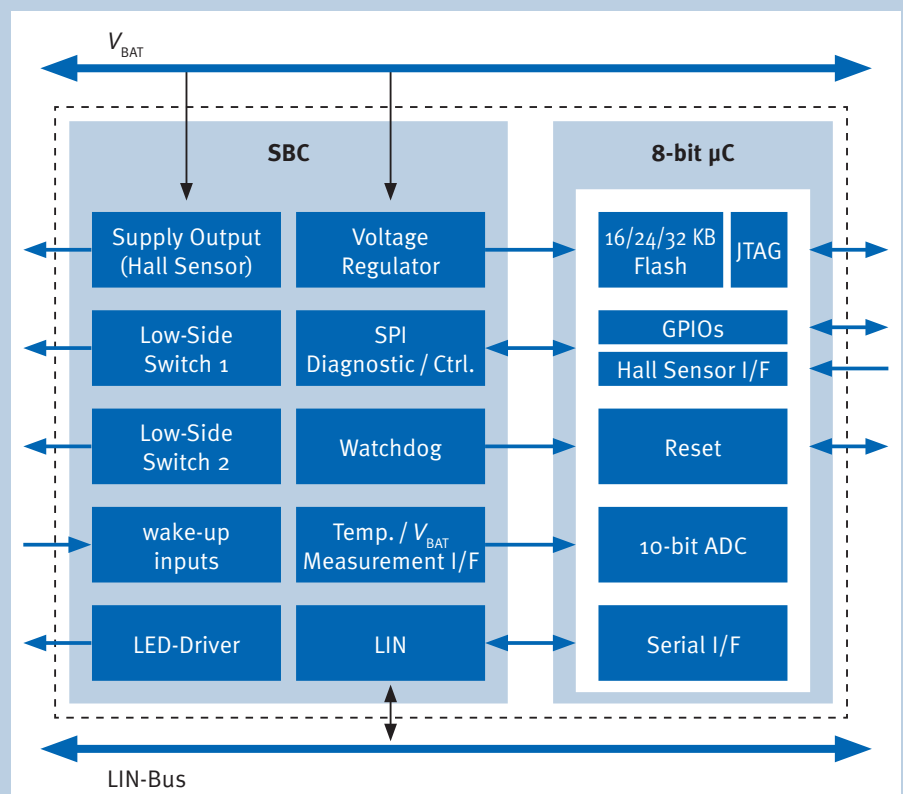 V BAT
SBC
8-bit µC
Supply Output
(Hall Sensor)
Voltage
Regulator
16/24/32 KB
Flash
JTAG
Low-Side
Switch 1
SPI
Diagnostic / Ctrl.
GPIOs
Hall Sensor I/F
Low-Side
Switch 2
Watchdog
Reset
wake-up
inputs
Temp. / V BAT
Measurement I/F
10-bit ADC
LED-Driver
LIN
Serial I/F
LIN-Bus